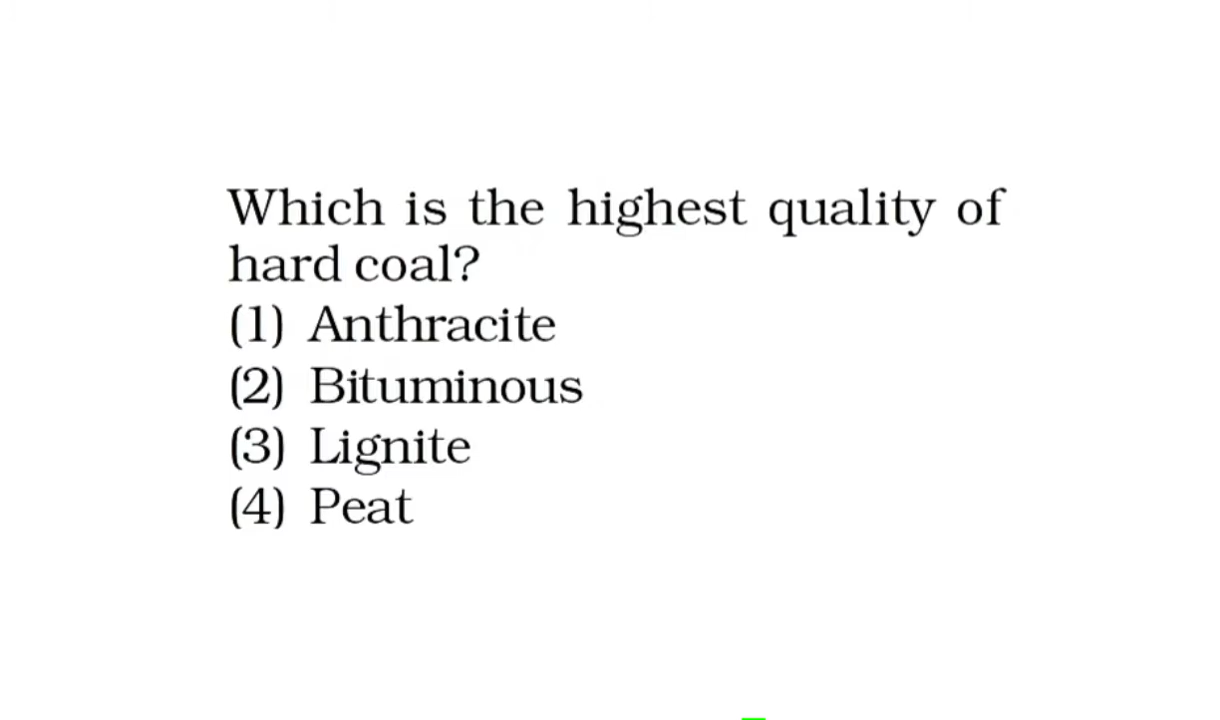 Which is the highest quality of
hard coal?
(1) Anthracite
(2) Bituminous
(3) Lignite
(4) Peat